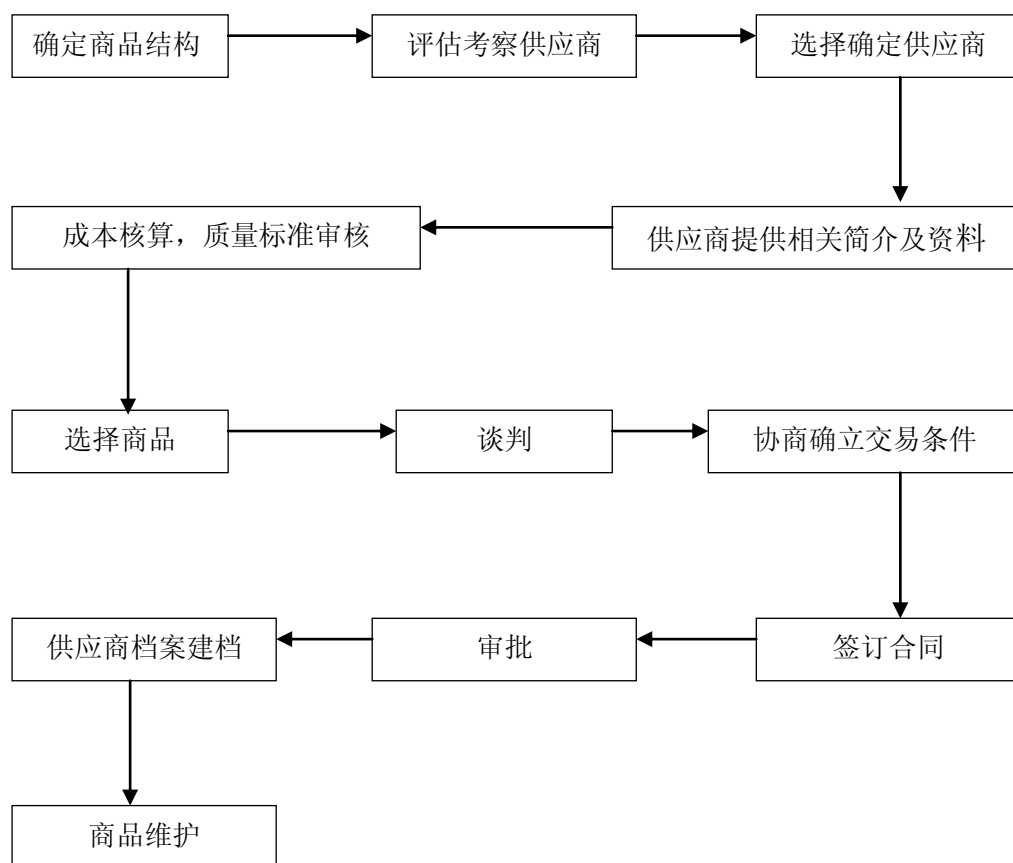 确定商品结构
评估考察供应商
选择确定供应商
供应商提供相关简介及资料
成本核算，质量标准审核
选择商品
谈判
协商确立交易条件
签订合同
审批
供应商档案建档
商品维护